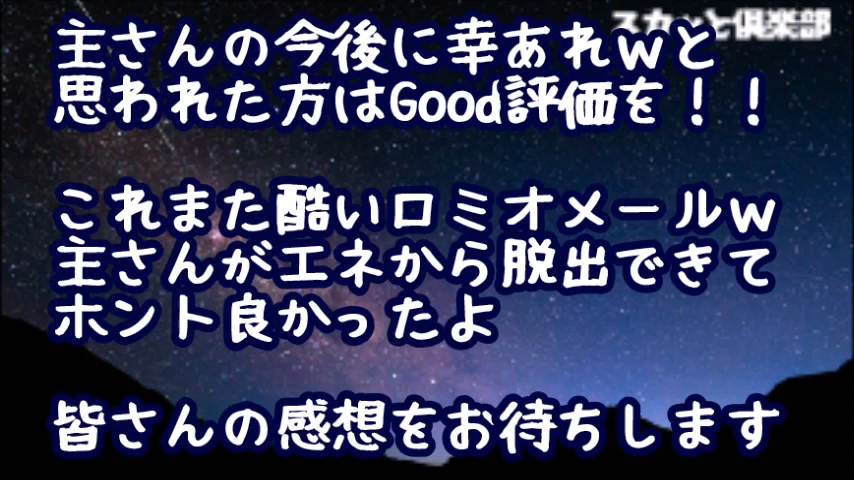 スカッと倶楽部
主さんの今後に幸あれｗと
思われた方はGood評価を！！
これまた酷いロミオメールｗ
主さんがエネから脱出できて
ホント良かったよ
皆さんの感想をお待ちします